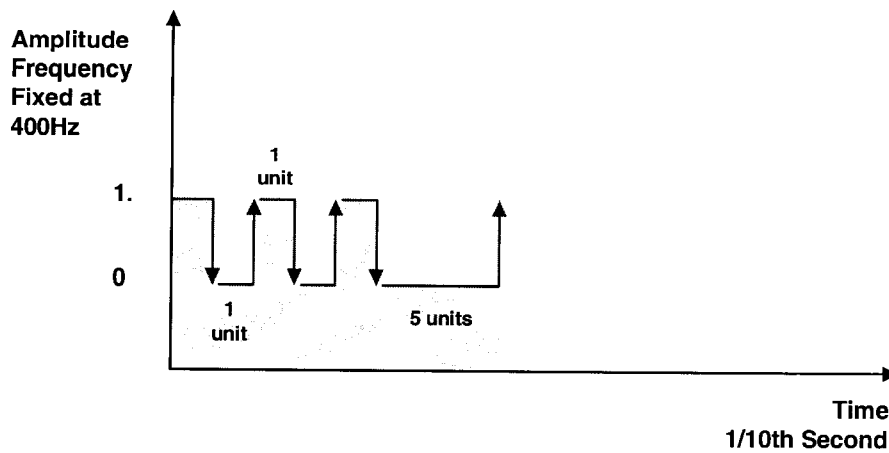 Amplitude
Frequency
Fixed at
400Hz
1
unit
1.
0
1
unit
5 units
Time
1/10th Second